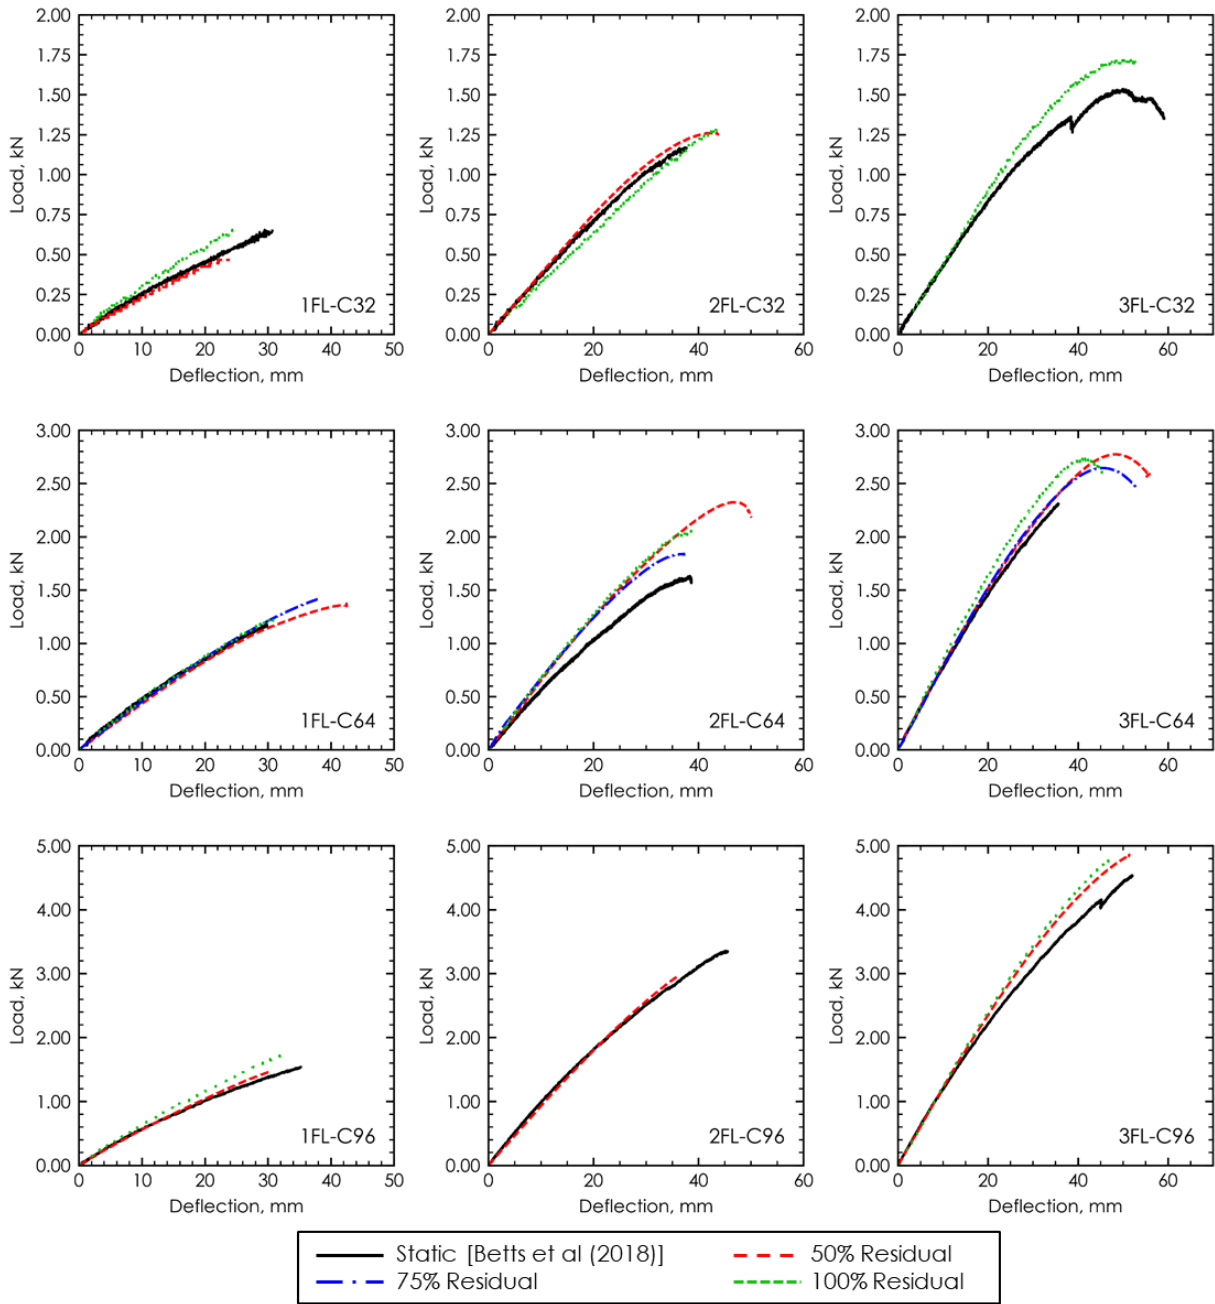 2.00
1.75
1.50
1.25
1.00
0.75
0.50
0.25
0.00
Load, kN
1FL-C32
0 10 20 30 40 50
Deflection, mm
2.00
1.75
1.50
1.25
1.00
0.75
0.50
0.25
0.00
Load, kN
2FL-C32
0 20 40 60
Deflection, mm
2.00
1.75
1.50
1.25
1.00
0.75
0.50
0.25
0.00
Load, kN
3FL-C32
0 20 40 60
Deflection, mm
3.00
2.50
2.00
1.50
1.00
0.50
0.00
Load, kN
1FL-C64
0 10 20 30 40 50
Deflection, mm
3.00
2.50
2.00
1.50
1.00
0.50
0.00
Load, kN
2FL-C64
0 20 40 60
Deflection, mm
3.00
2.50
2.00
1.50
1.00
0.50
0.00
Load, kN
3FL-C64
0 20 40 60
Deflection, mm
5.00
4.00
3.00
2.00
1.00
0.00
Load, kN
1FL-C96
0 10 20 30 40 50
Deflection, mm
5.00
4.00
3.00
2.00
1.00
0.00
Load, kN
2FL-C96
0 20 40 60
Deflection, mm
5.00
4.00
3.00
2.00
1.00
0.00
Load, kN
3FL-C96
0 20 40 60
Deflection, mm
Static [Betts et al (2018)] 50% Residual
75% Residual 100% Residual